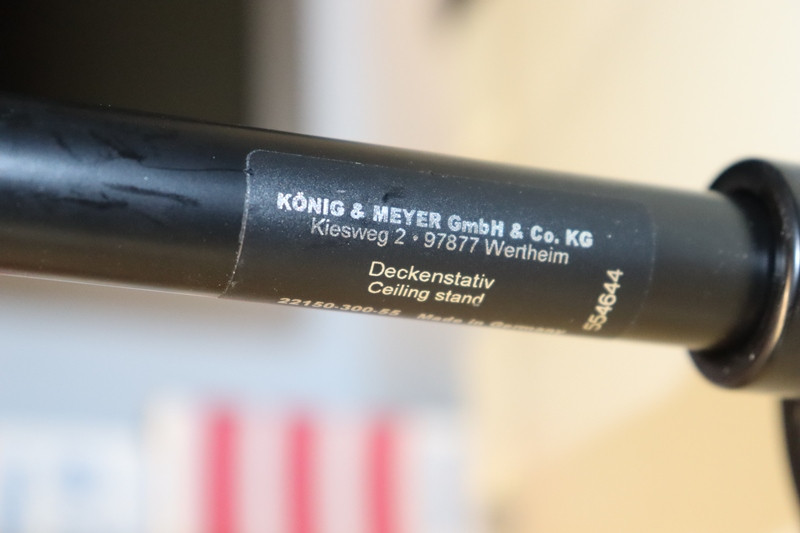 KÖNIG & MEYER GmbH & Co. KG
Kiesweg 2 • 97877 Wertheim
Deckenstativ
Ceiling stand
22150-300-55 Made in Germany
554644